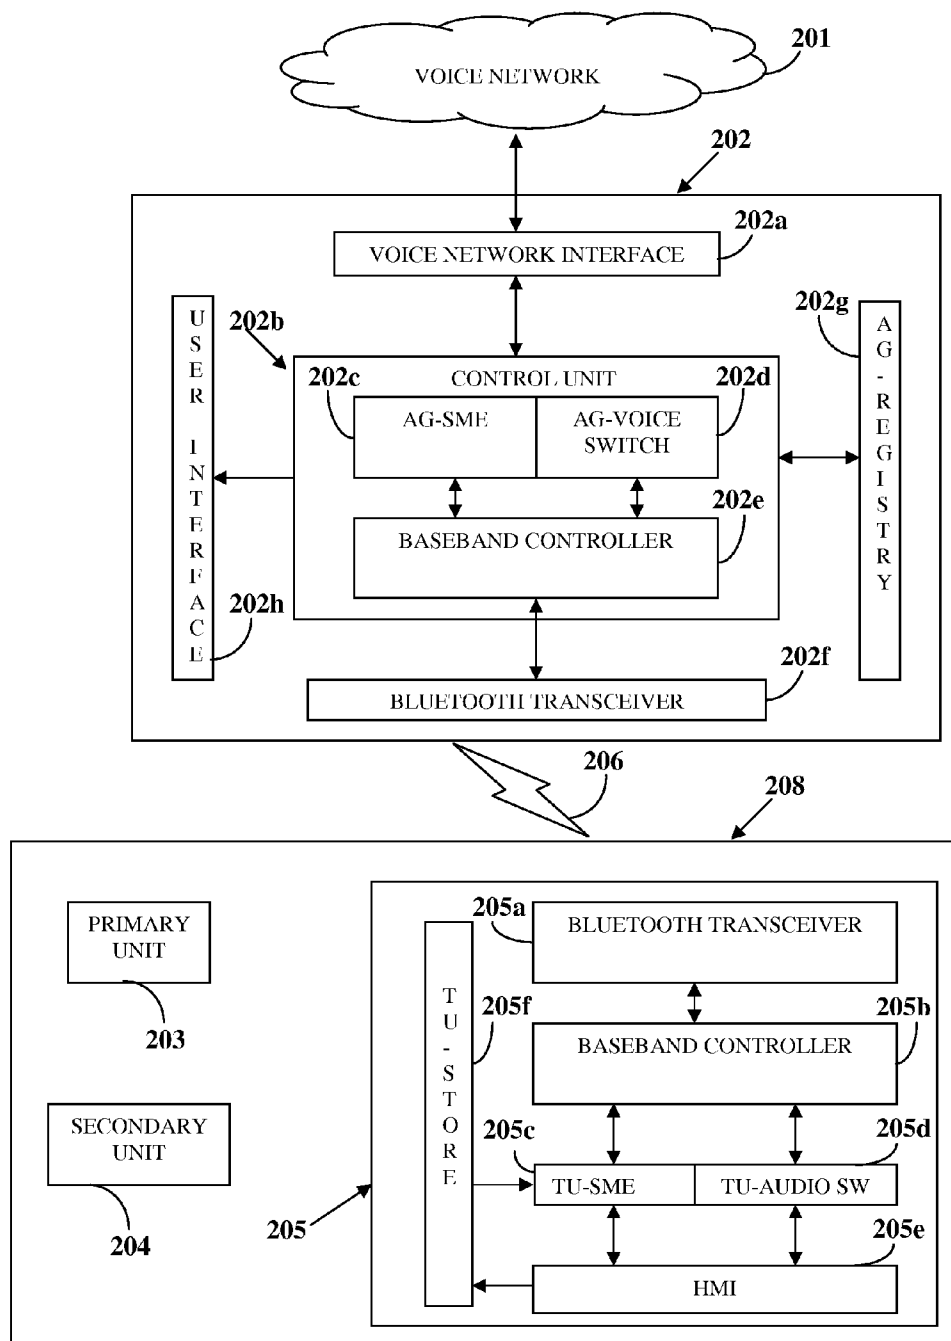 VOICE NETWORK
201
202
202a
VOICE NETWORK INTERFACE
202b
202g
USER INTERFACE
AG-REGISTRY
CONTROL UNIT
202c
202d
AG-SME
AG-VOICE
SWITCH
202e
BASEBAND CONTROLLER
202h
202f
BLUETOOTH TRANSCEIVER
206
208
PRIMARY
UNIT
203
SECONDARY
UNIT
204
205
205a
BLUETOOTH TRANSCEIVER
TU-STORE
205f
205b
BASEBAND CONTROLLER
205c
205d
TU-SME
TU-AUDIO SW
205e
HMI